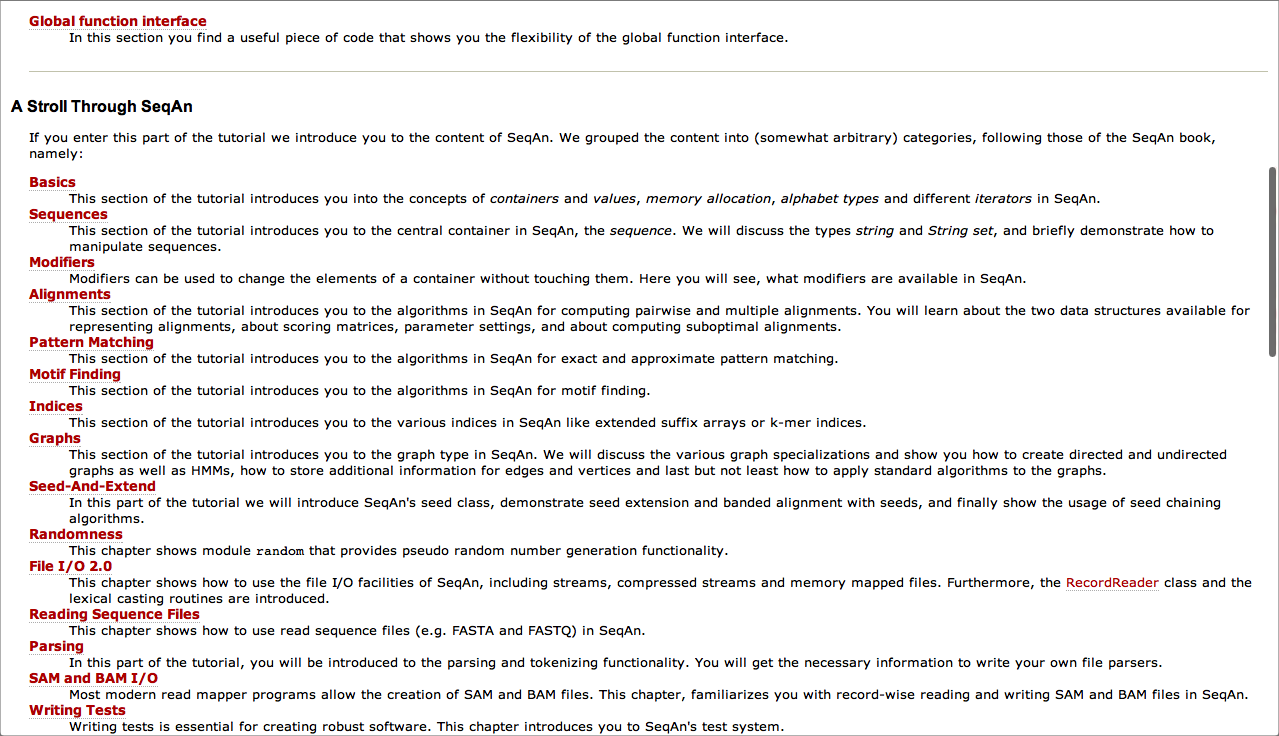 Global function interface
In this section you find a useful piece of code that shows you the flexibility of the global function interface.
A Stroll Through SeqAn
If you enter this part of the tutorial we introduce you to the content of SeqAn. We grouped the content into (somewhat arbitrary) categories, following those of the SeqAn book,
namely:
Basics
This section of the tutorial introduces you into the concepts of containers and values, memory allocation, alphabet types and different iterators in SeqAn.
Sequences
This section of the tutorial introduces you to the central container in SeqAn, the sequence. We will discuss the types string and String set, and briefly demonstrate how to
manipulate sequences.
Modifiers
Modifiers can be used to change the elements of a container without touching them. Here you will see, what modifiers are available in SeqAn.
Alignments
This section of the tutorial introduces you to the algorithms in SeqAn for computing pairwise and multiple alignments. You will learn about the two data structures available for
representing alignments, about scoring matrices, parameter settings, and about computing suboptimal alignments.
Pattern Matching
This section of the tutorial introduces you to the algorithms in SeqAn for exact and approximate pattern matching.
Motif Finding
This section of the tutorial introduces you to the algorithms in SeqAn for motif finding.
Indices
This section of the tutorial introduces you to the various indices in SeqAn like extended suffix arrays or k-mer indices.
Graphs
This section of the tutorial introduces you to the graph type in SeqAn. We will discuss the various graph specializations and show you how to create directed and undirected
graphs as well as HMMs, how to store additional information for edges and vertices and last but not least how to apply standard algorithms to the graphs.
Seed-And-Extend
In this part of the tutorial we will introduce SeqAn's seed class, demonstrate seed extension and banded alignment with seeds, and finally show the usage of seed chaining
algorithms.
Randomness
This chapter shows module random that provides pseudo random number generation functionality.
File I/O 2.0
This chapter shows how to use the file I/O facilities of SeqAn, including streams, compressed streams and memory mapped files. Furthermore, the RecordReader class and the
lexical casting routines are introduced.
Reading Sequence Files
This chapter shows how to use read sequence files (e.g. FASTA and FASTQ) in SeqAn.
Parsing
In this part of the tutorial, you will be introduced to the parsing and tokenizing functionality. You will get the necessary information to write your own file parsers.
SAM and BAM I/O
Most modern read mapper programs allow the creation of SAM and BAM files. This chapter, familiarizes you with record-wise reading and writing SAM and BAM files in SeqAn.
Writing Tests
Writing tests is essential for creating robust software. This chapter introduces you to SeqAn's test system.